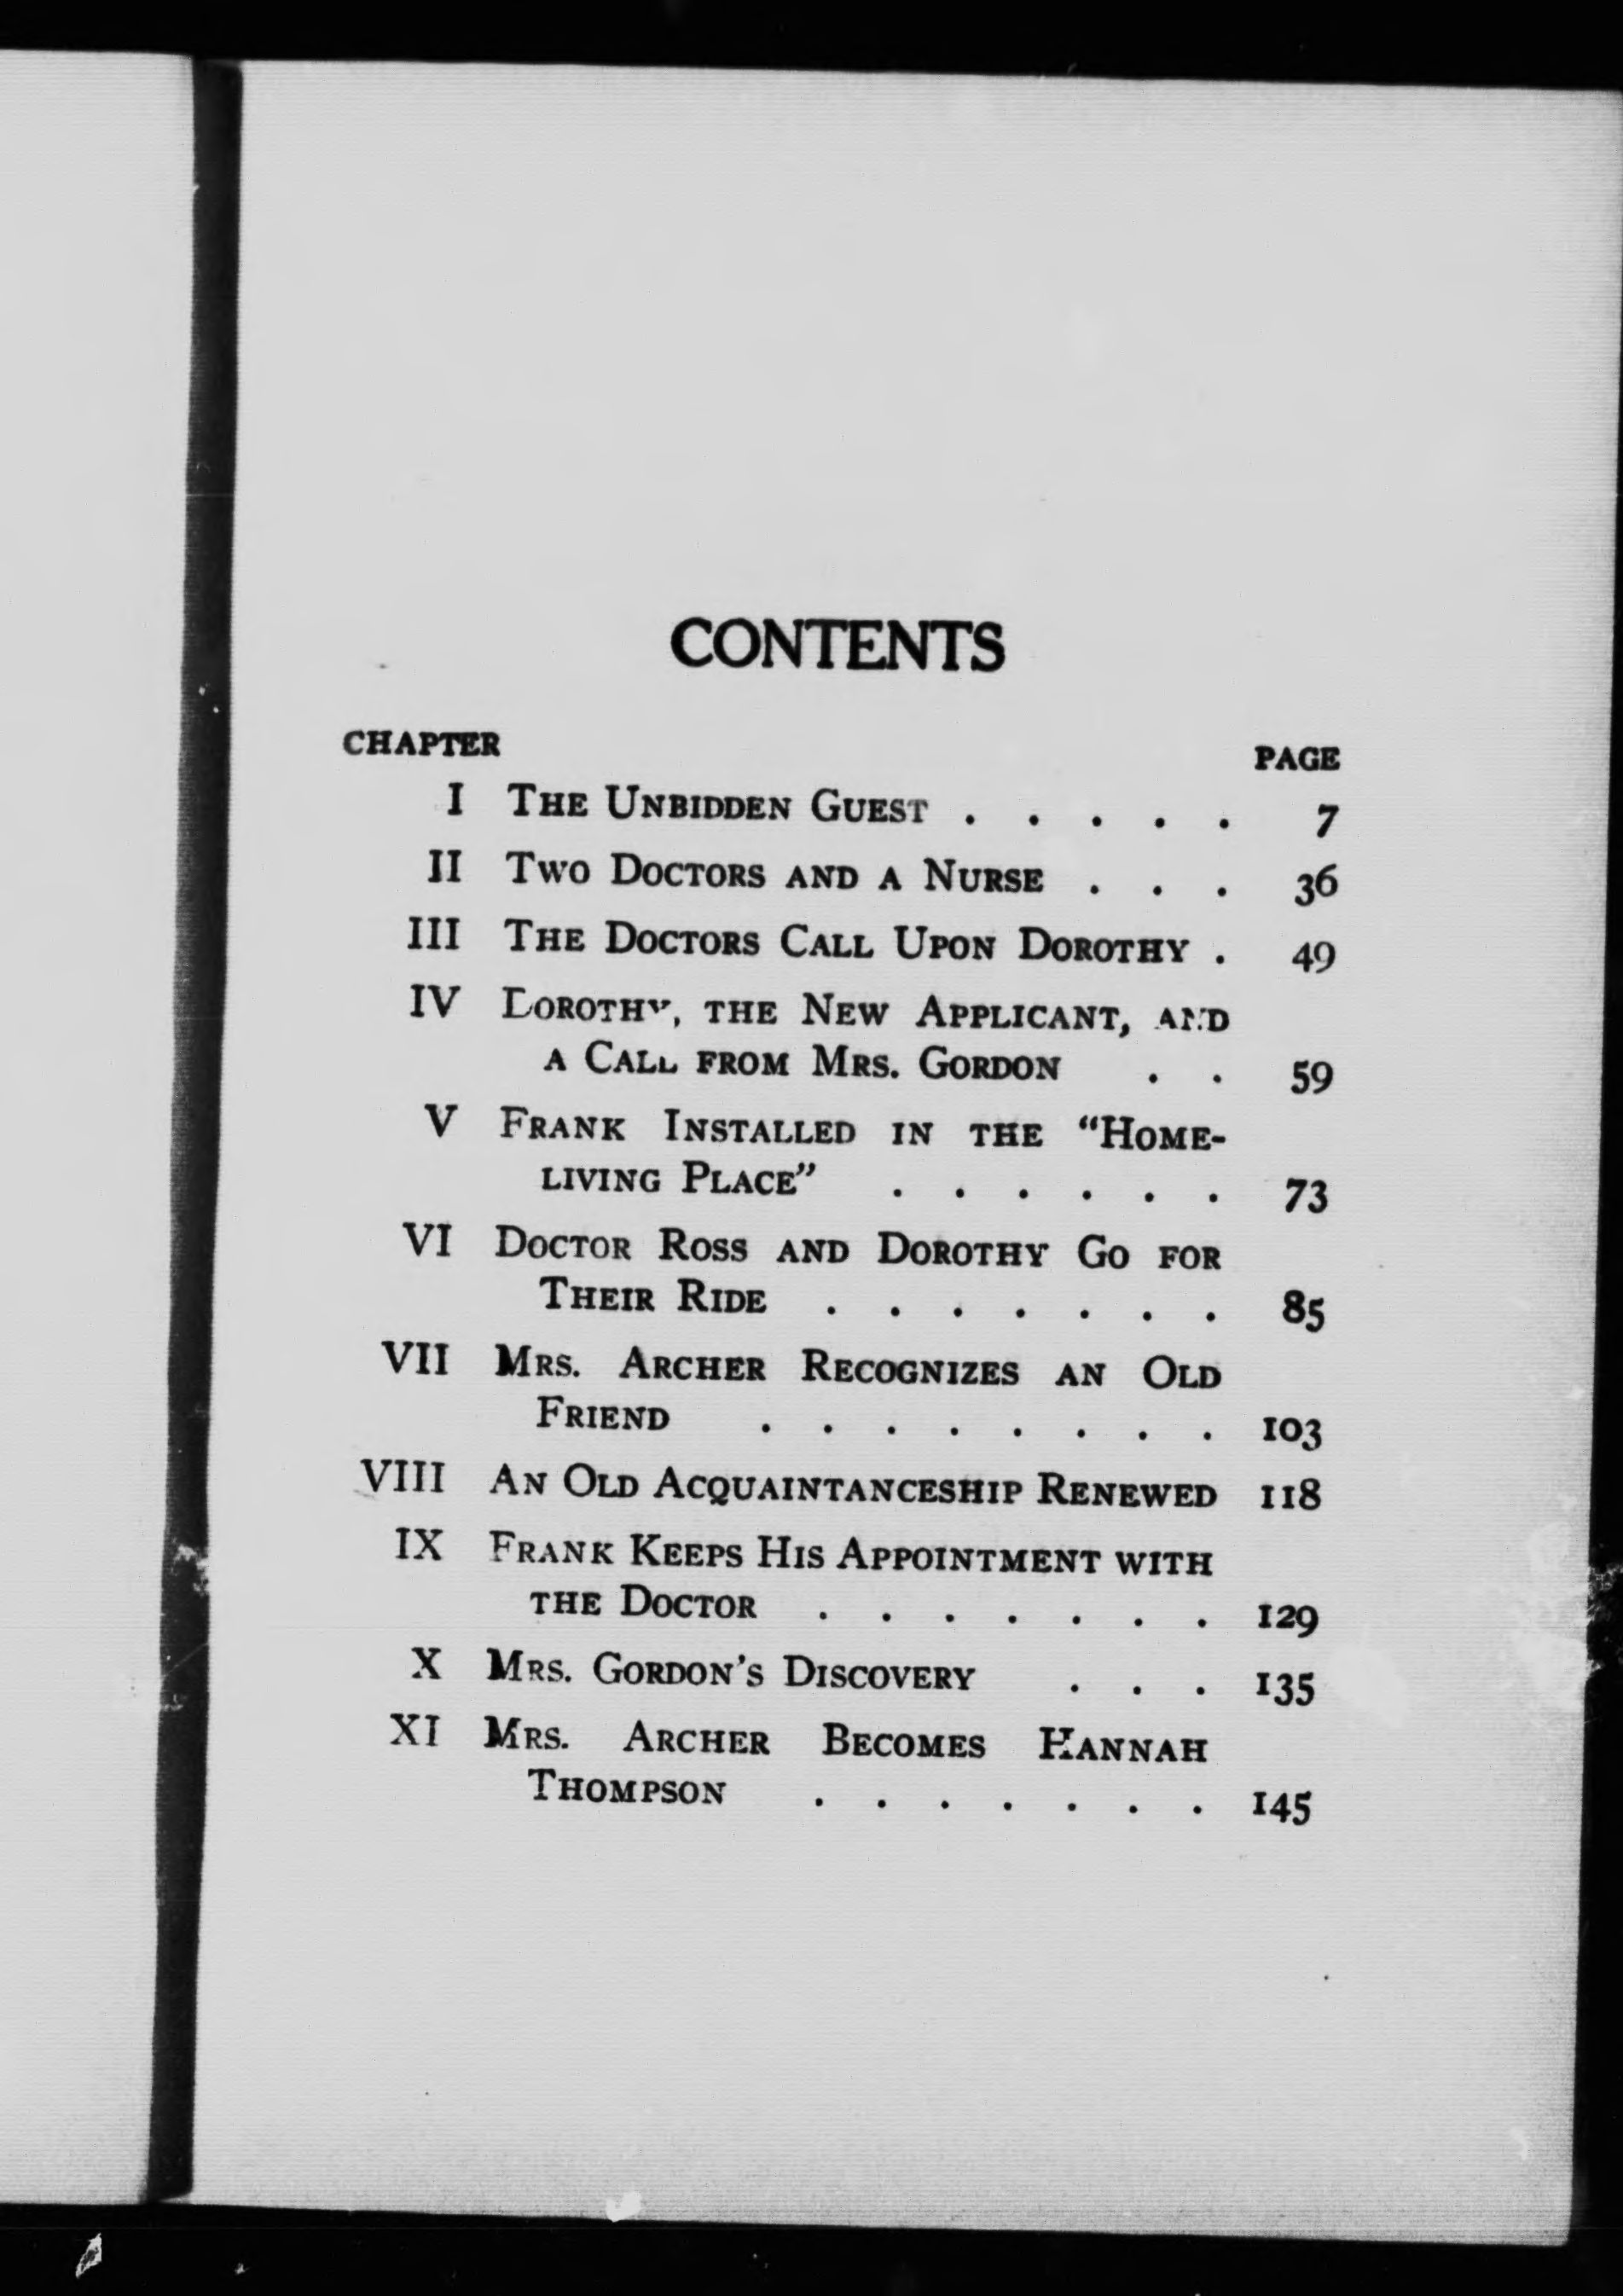 CONTENTS
CHAPTER PAGE
I The Unbidden Guest . . . . . 7
II Two Doctors and a Nurse . . . 36
III The Doctors Call Upon Dorothy . 49
IV Dorothy, the New Applicant, and
a Call from Mrs. Gordon . . 59
V Frank Installed in the “Home-
living Place” . . . . . . 73
VI Doctor Ross and Dorothy Go for
Their Ride . . . . . . . 85
VII Mrs. Archer Recognizes an Old
Friend . . . . . . . . 103
VIII An Old Acquaintanceship Renewed 118
IX Frank Keeps His Appointment with
the Doctor . . . . . . . 129
X Mrs. Gordon’s Discovery . . . 135
XI Mrs. Archer Becomes Hannah
Thompson . . . . . . . 145